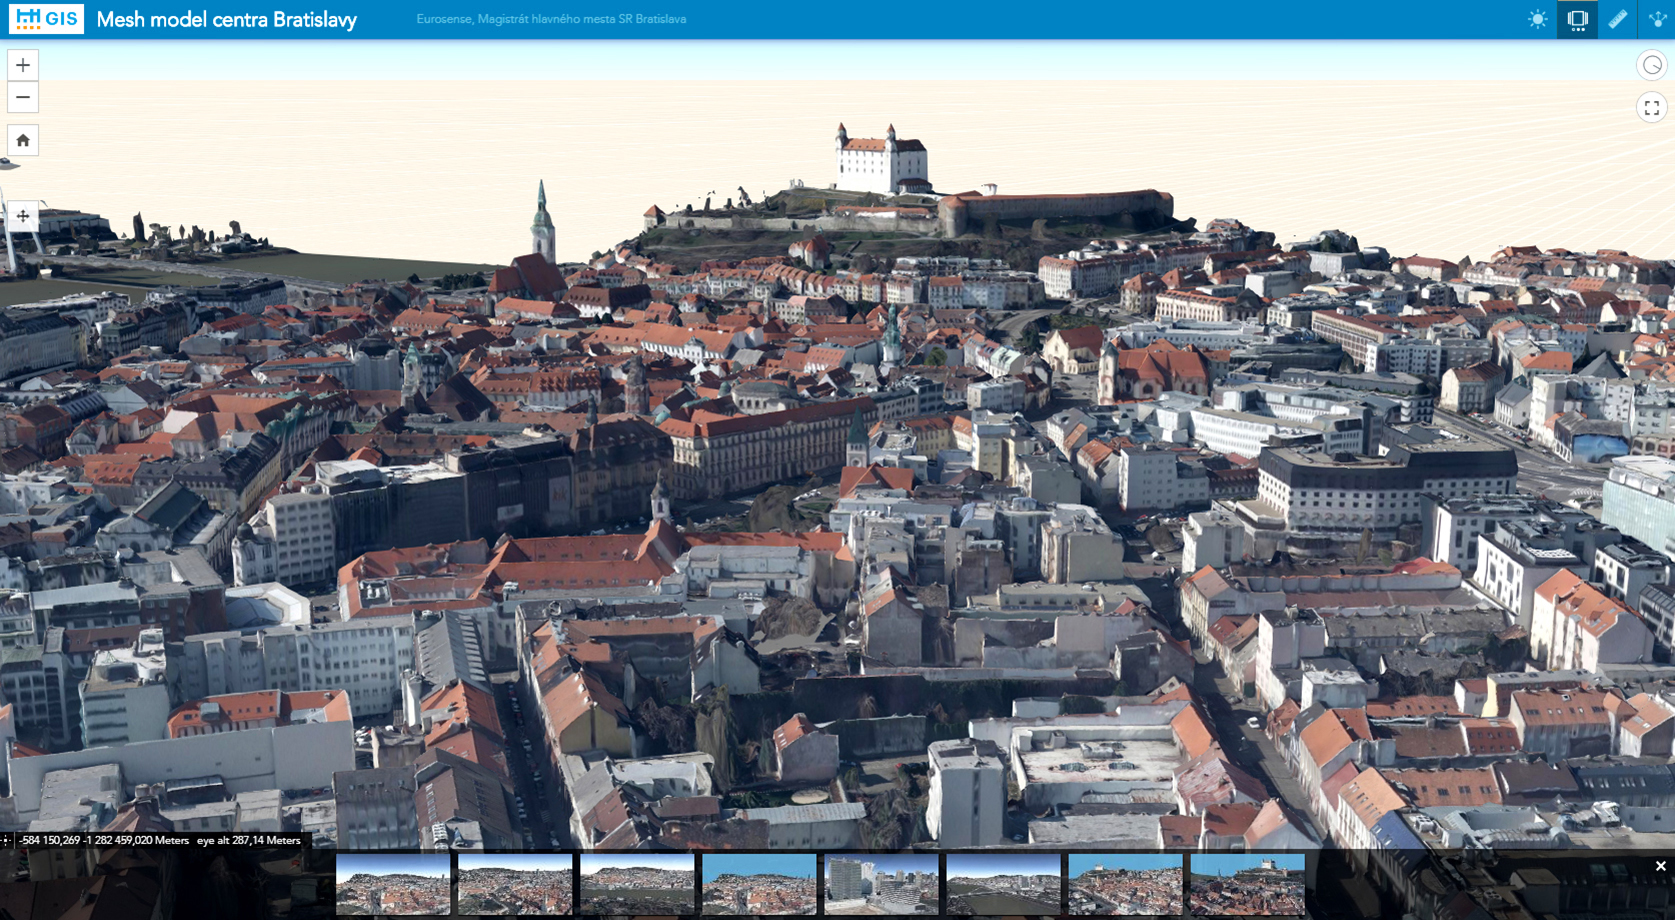 GIS
Mesh model centra Bratislavy
Eurosense, Magistrát hlavného mesta SR Bratislava
-584 150,269 -1 282 459,020 Meters eye alt 287,14 Meters